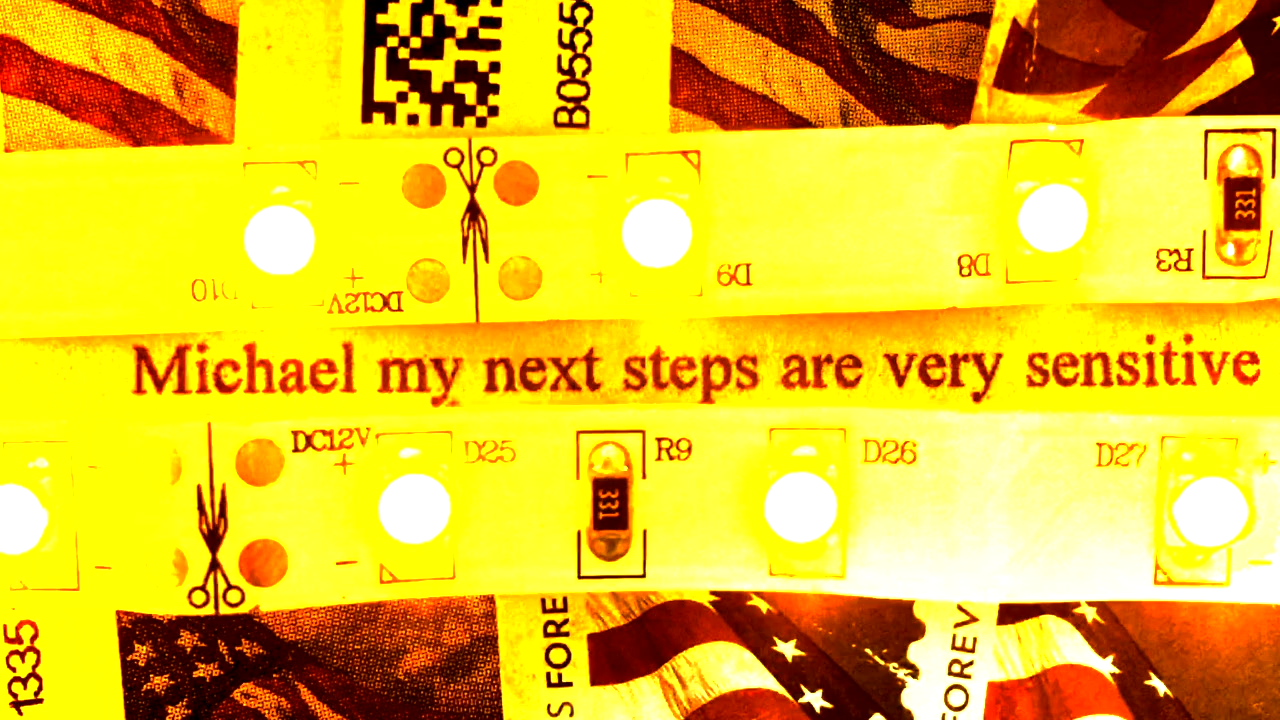 B0555
331
R3
D8
D9
DC12V
D10
Michael my next steps are very sensitive
DC12V
D25
331
R9
D26
D27
1335
S FORE
FOREV